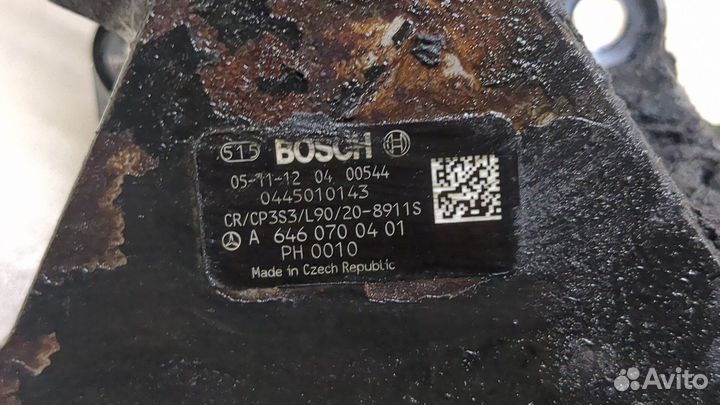 515 BOSCH
05-11-12 04 00544
0445010143
CR/CP3S3/L90/20-8911S
A 646 070 04 01
PH 0010
Made in Czech Republic
Avito